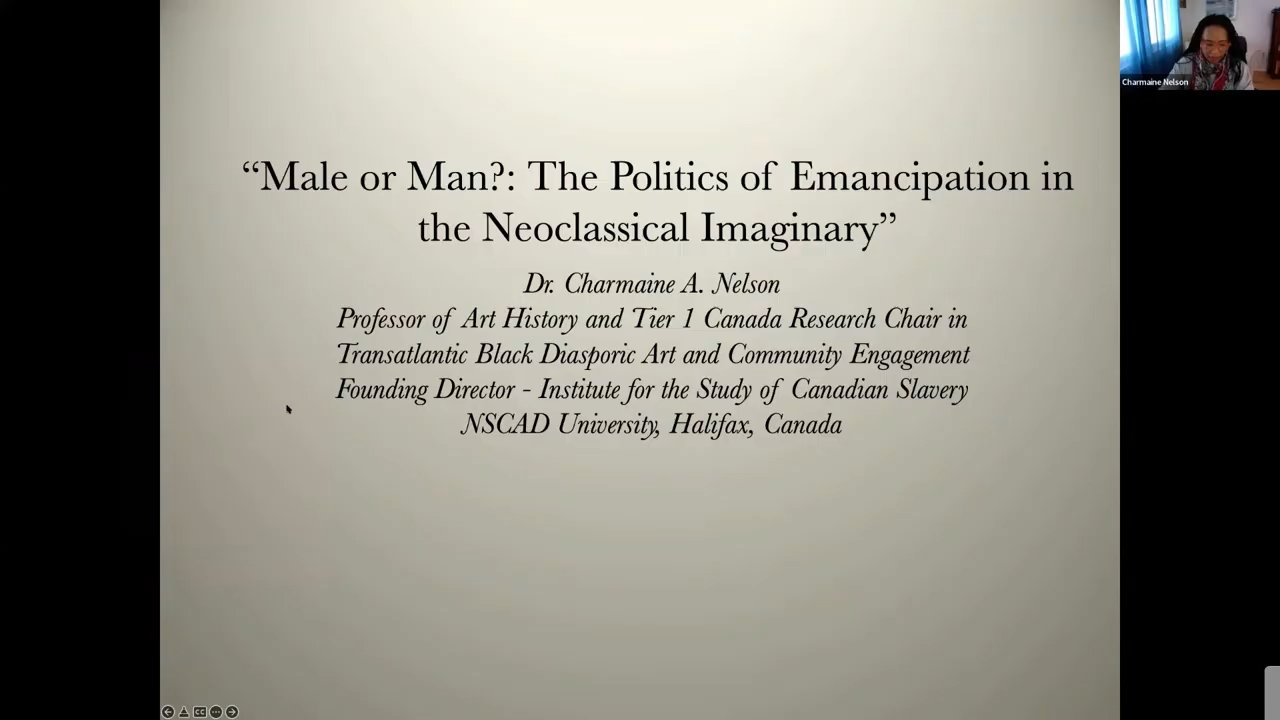 Charmaine Nelson
“Male or Man?: The Politics of Emancipation in
the Neoclassical Imaginary”
Dr. Charmaine A. Nelson
Professor of Art History and Tier 1 Canada Research Chair in
Transatlantic Black Diasporic Art and Community Engagement
Founding Director - Institute for the Study of Canadian Slavery
NSCAD University, Halifax, Canada